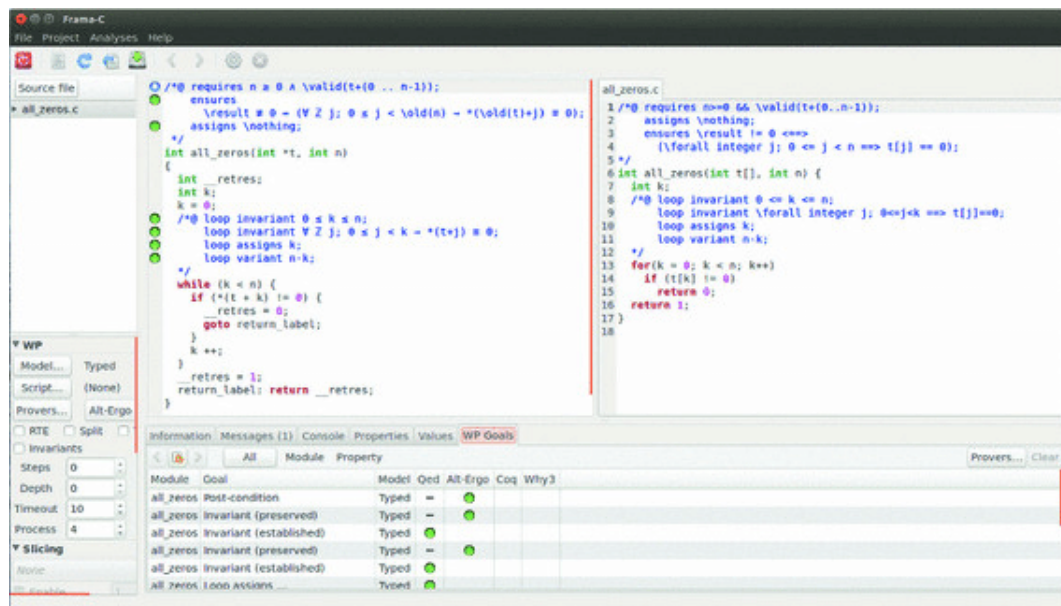 Frama-C
File Project Analyses Help
Source file
all_zeros.c
/*@ requires n ≥ 0 ∧ \valid(t+(0 .. n-1));
ensures
\result ≢ 0 ⇔ (∀ ℤ j; 0 ≤ j < \old(n) ⇒ *(\old(t)+j) ≡ 0);
assigns \nothing;
*/
int all_zeros(int *t, int n)
{
int __retres;
int k;
k = 0;
/*@ loop invariant 0 ≤ k ≤ n;
loop invariant ∀ ℤ j; 0 ≤ j < k ⇒ *(t+j) ≡ 0;
loop assigns k;
loop variant n-k;
*/
while (k < n) {
if (*(t + k) != 0) {
__retres = 0;
goto return_label;
}
k ++;
}
__retres = 1;
return_label: return __retres;
}
all_zeros.c
1 /*@ requires n>=0 && \valid(t+(0..n-1));
2 assigns \nothing;
3 ensures \result != 0 <==>
4 (\forall integer j; 0 <= j < n ==> t[j] == 0);
5 */
6 int all_zeros(int t[], int n) {
7 int k;
8 /*@ loop invariant 0 <= k <= n;
9 loop invariant \forall integer j; 0<=j<k ==> t[j]==0;
10 loop assigns k;
11 loop variant n-k;
12 */
13 for(k = 0; k < n; k++)
14 if (t[k] != 0)
15 return 0;
16 return 1;
17 }
18
WP
Model... Typed
Script... (None)
Provers... Alt-Ergo
RTE Split
Invariants
Steps 0
Depth 0
Timeout 10
Process 4
Slicing
None
Enable
Information Messages (1) Console Properties Values WP Goals
All Module Property Provers... Clear
Module Goal Model Qed Alt-Ergo Coq Why3
all_zeros Post-condition Typed –
all_zeros Invariant (preserved) Typed –
all_zeros Invariant (established) Typed
all_zeros Invariant (preserved) Typed –
all_zeros Invariant (established) Typed
all_zeros Loop assigns ... Typed